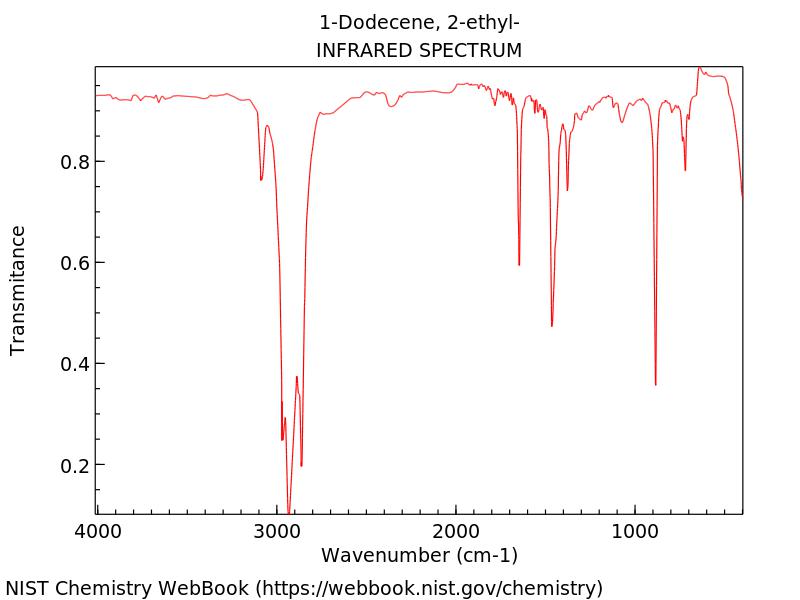 1-Dodecene, 2-ethyl-
INFRARED SPECTRUM
Transmitance
0.8
0.6
0.4
0.2
4000 3000 2000 1000
Wavenumber (cm-1)
NIST Chemistry WebBook (https://webbook.nist.gov/chemistry)